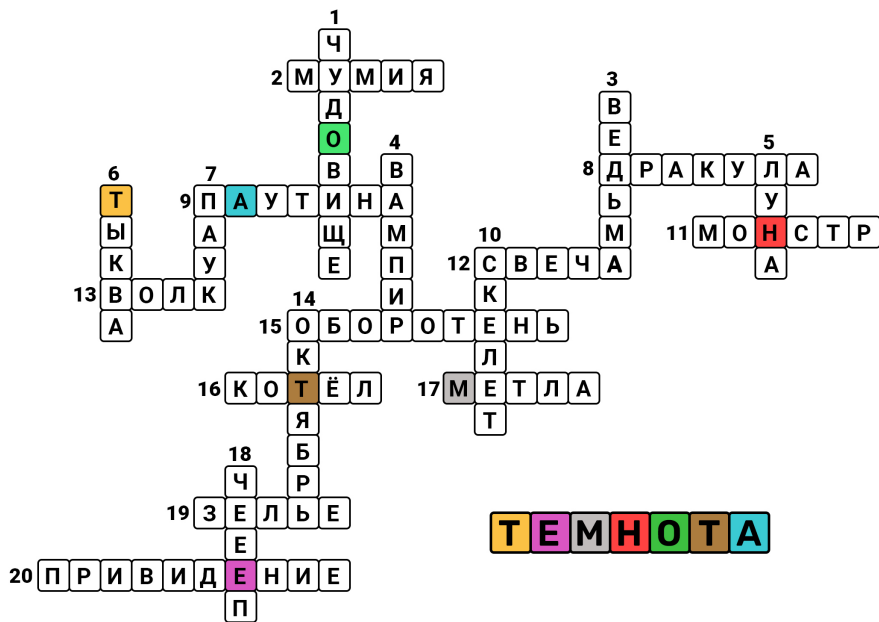 1 ЧУДОВИЩЕ
2 МУМИЯ
3 ВЕДЬМА
4 ВАМПИР
5 ЛУНА
6 ТЫКВА
7 ПАУК
8 ДРАКУЛА
9 ПАУТИНА
10 СКЕЛЕТ
11 МОНСТР
12 СВЕЧА
13 ВОЛК
14 ОКТЯБРЬ
15 ОБОРОТЕНЬ
16 КОТЁЛ
17 МЕТЛА
18 ЧЕЕЕП
19 ЗЕЛЬЕ
20 ПРИВИДЕНИЕ
ТЕМНОТА